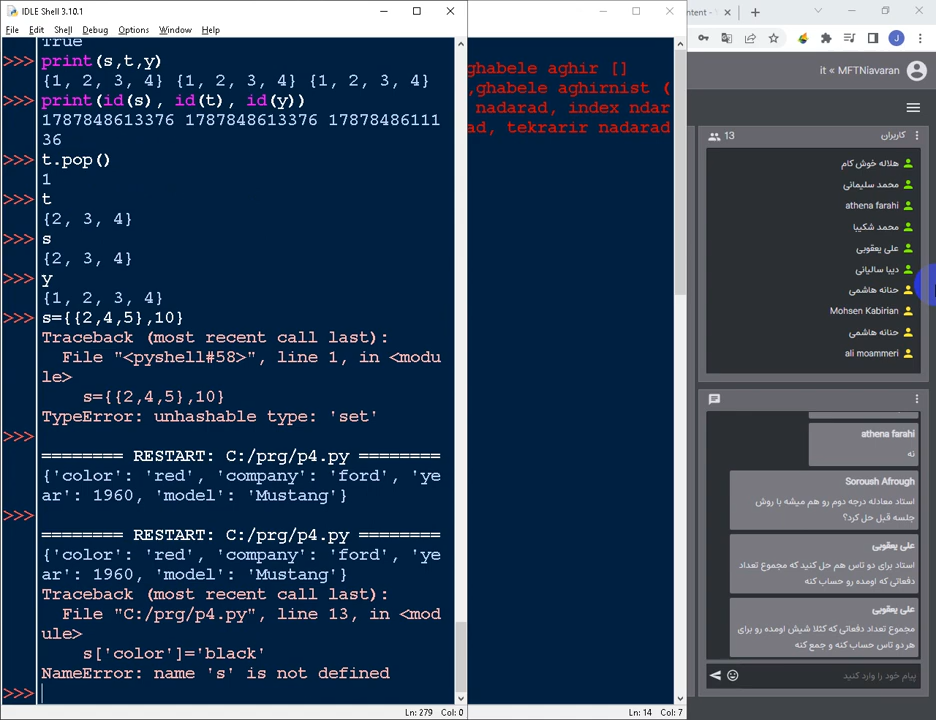 IDLE Shell 3.10.1
File Edit Shell Debug Options Window Help
True
>>> print(s,t,y)
{1, 2, 3, 4} {1, 2, 3, 4} {1, 2, 3, 4}
>>> print(id(s), id(t), id(y))
1787848613376 1787848613376 17878486111
36
>>> t.pop()
1
>>> t
{2, 3, 4}
>>> s
{2, 3, 4}
>>> y
{1, 2, 3, 4}
>>> s={{2,4,5},10}
Traceback (most recent call last):
File "<pyshell#58>", line 1, in <modu
le>
s={{2,4,5},10}
TypeError: unhashable type: 'set'
>>>
======== RESTART: C:/prg/p4.py ========
{'color': 'red', 'company': 'ford', 'ye
ar': 1960, 'model': 'Mustang'}
>>>
======== RESTART: C:/prg/p4.py ========
{'color': 'red', 'company': 'ford', 'ye
ar': 1960, 'model': 'Mustang'}
Traceback (most recent call last):
File "C:/prg/p4.py", line 13, in <mod
ule>
s['color']='black'
NameError: name 's' is not defined
>>>
Ln: 279 Col: 0
ghabele aghir []
,ghabele aghirnist (
nadarad, index ndar
ad, tekrarir nadarad
Ln: 14 Col: 7
ntent -
J
it « MFTNiavaran
13
کاربران
هلاله خوش کام
محمد سلیمانی
athena farahi
محمد شکیبا
علی یعقوبی
دیبا سالیانی
حنانه هاشمی
Mohsen Kabirian
حنانه هاشمی
ali moammeri
athena farahi
نه
Soroush Afrough
استاد معادله درجه دوم رو هم میشه با روش
جلسه قبل حل کرد؟
علی یعقوبی
استاد برای دو تاس هم حل کنید که مجموع تعداد
دفعاتی که اومده رو حساب کنه
علی یعقوبی
مجموع تعداد دفعاتی که کثلا شیش اومده رو برای
هر دو تاس حساب کنه و جمع کنه
پیام خود را وارد کنید